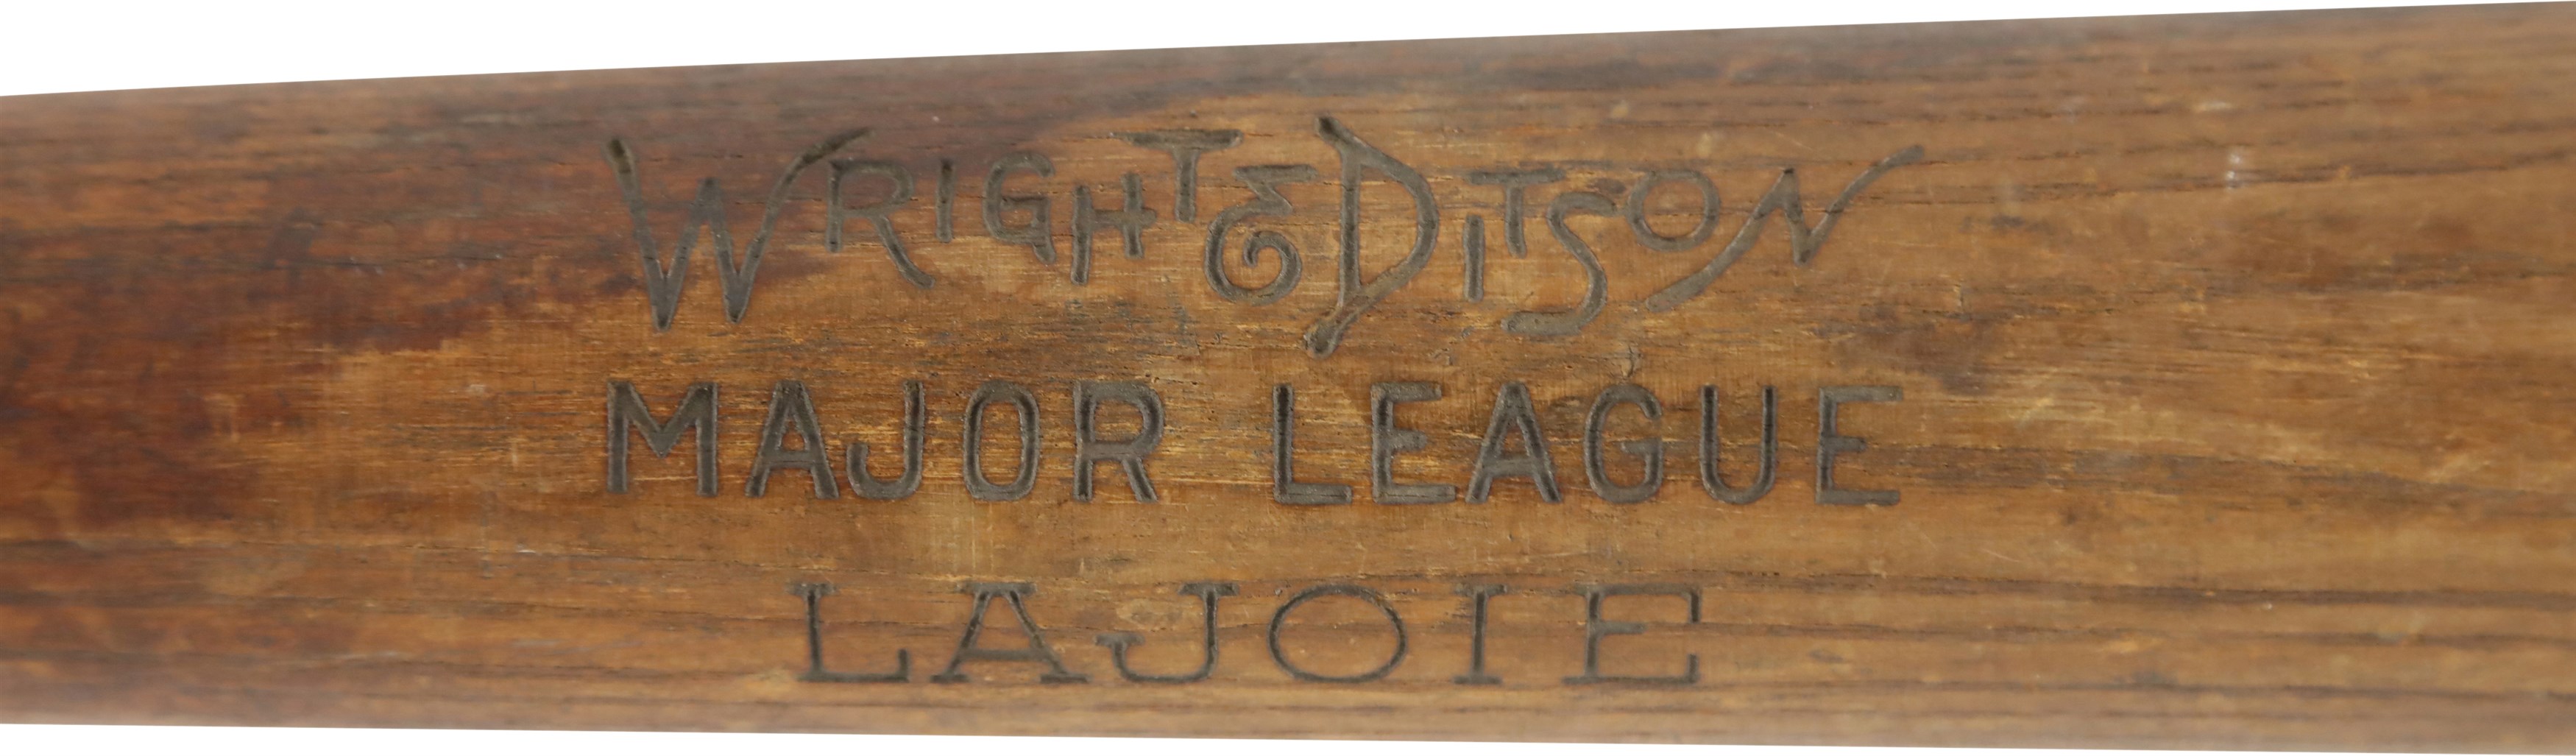 WRIGHT & DITSON
MAJOR LEAGUE
LAJOIE